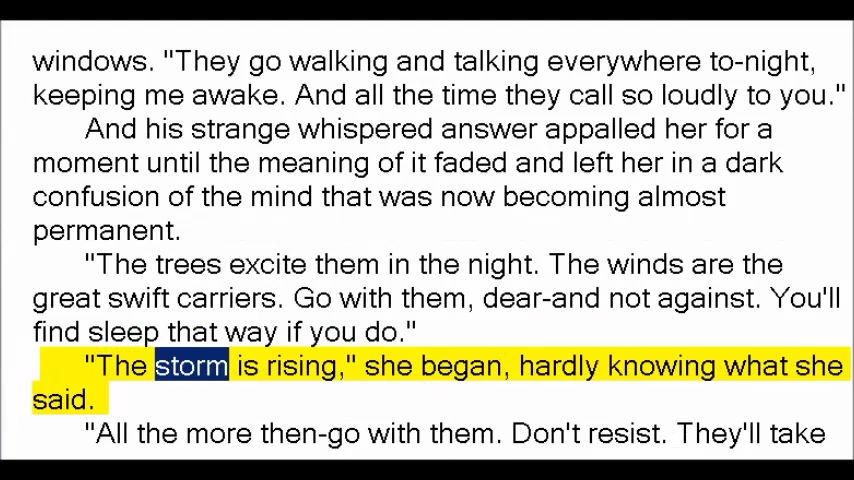 windows. "They go walking and talking everywhere to-night,
keeping me awake. And all the time they call so loudly to you."
And his strange whispered answer appalled her for a
moment until the meaning of it faded and left her in a dark
confusion of the mind that was now becoming almost
permanent.
"The trees excite them in the night. The winds are the
great swift carriers. Go with them, dear-and not against. You'll
find sleep that way if you do."
"The storm is rising," she began, hardly knowing what she
said.
"All the more then-go with them. Don't resist. They'll take